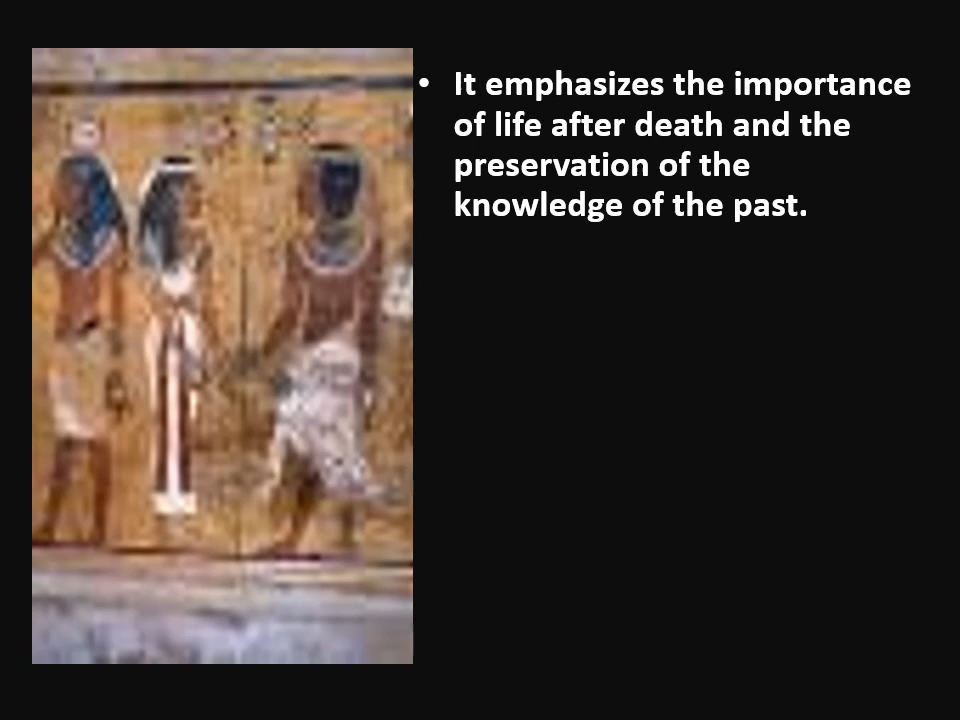 • It emphasizes the importance
of life after death and the
preservation of the
knowledge of the past.